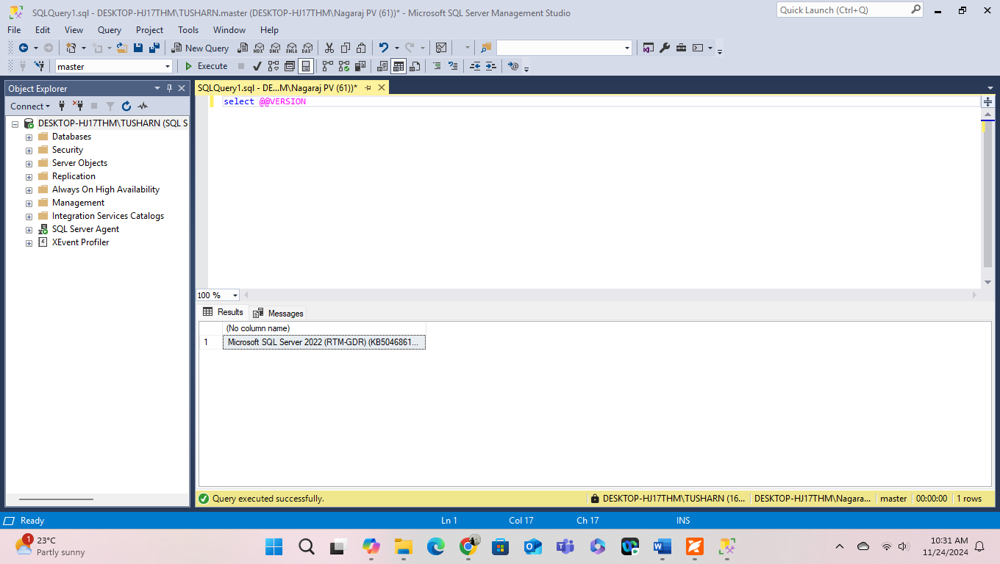 SQLQuery1.sql - DESKTOP-HJ17THM\TUSHARN.master (DESKTOP-HJ17THM\Nagaraj PV (61))* - Microsoft SQL Server Management Studio
Quick Launch (Ctrl+Q)
File Edit View Query Project Tools Window Help
New Query MDX DMX XMLA DAX
master Execute
Object Explorer
SQLQuery1.sql - DE...M\Nagaraj PV (61))*
Connect
select @@VERSION
DESKTOP-HJ17THM\TUSHARN (SQL S
Databases
Security
Server Objects
Replication
Always On High Availability
Management
Integration Services Catalogs
SQL Server Agent
XEvent Profiler
100 %
Results Messages
(No column name)
1 Microsoft SQL Server 2022 (RTM-GDR) (KB5046861...
Query executed successfully. DESKTOP-HJ17THM\TUSHARN (16... DESKTOP-HJ17THM\Nagara... master 00:00:00 1 rows
Ready Ln 1 Col 17 Ch 17 INS
1
23°C
Partly sunny
10:31 AM
11/24/2024